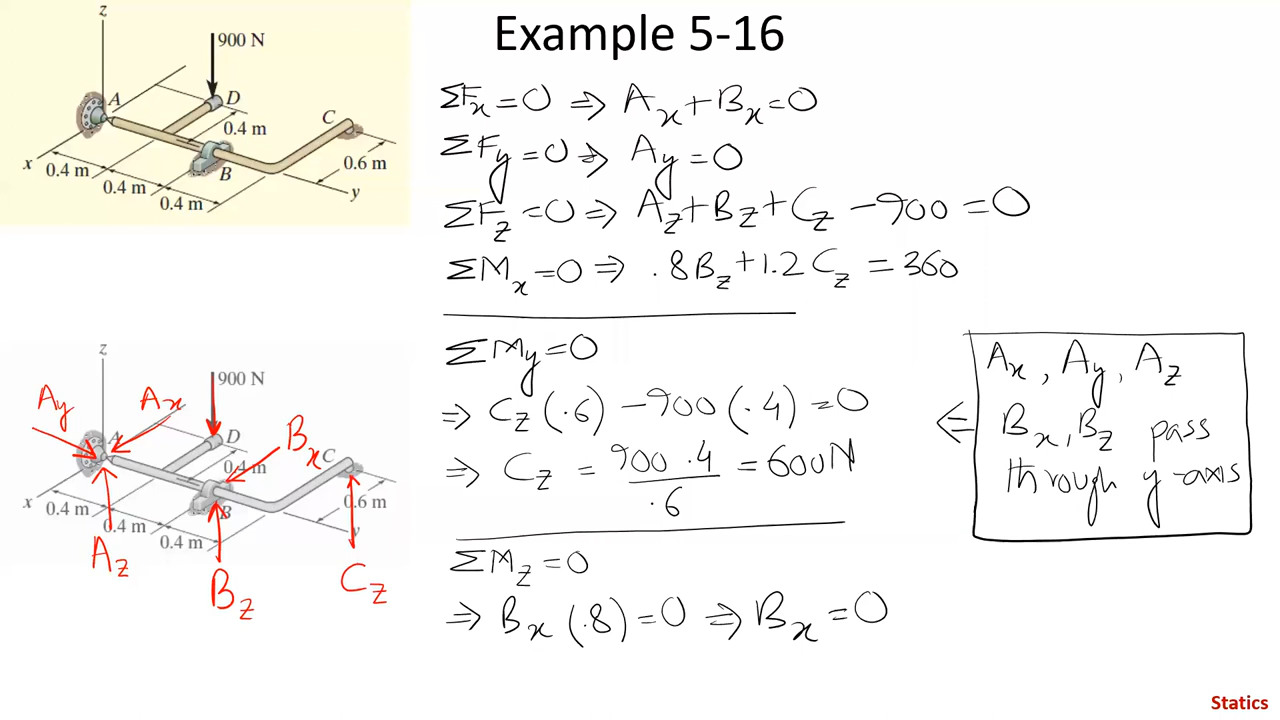 Example 5-16
z
900 N
A
D
C
0.4 m
x
0.4 m
B
0.6 m
0.4 m
y
0.4 m
ΣFx=0 ⇒ Ax+Bx=0
ΣFy=0 ⇒ Ay=0
ΣFz=0 ⇒ Az+Bz+Cz-900=0
ΣMx=0 ⇒ .8Bz+1.2Cz=360
z
900 N
Ay
Ax
A
D
Bx
C
0.4 m
x
0.4 m
B
0.6 m
0.4 m
y
0.4 m
Az
Bz
Cz
ΣMy=0
⇒ Cz(.6)-900(.4)=0
⇒ Cz = 900 .4 / .6 = 600N
Ax, Ay, Az
⇐ Bx, Bz pass
through y-axis
ΣMz=0
⇒ Bx(.8)=0 ⇒ Bx=0
Statics